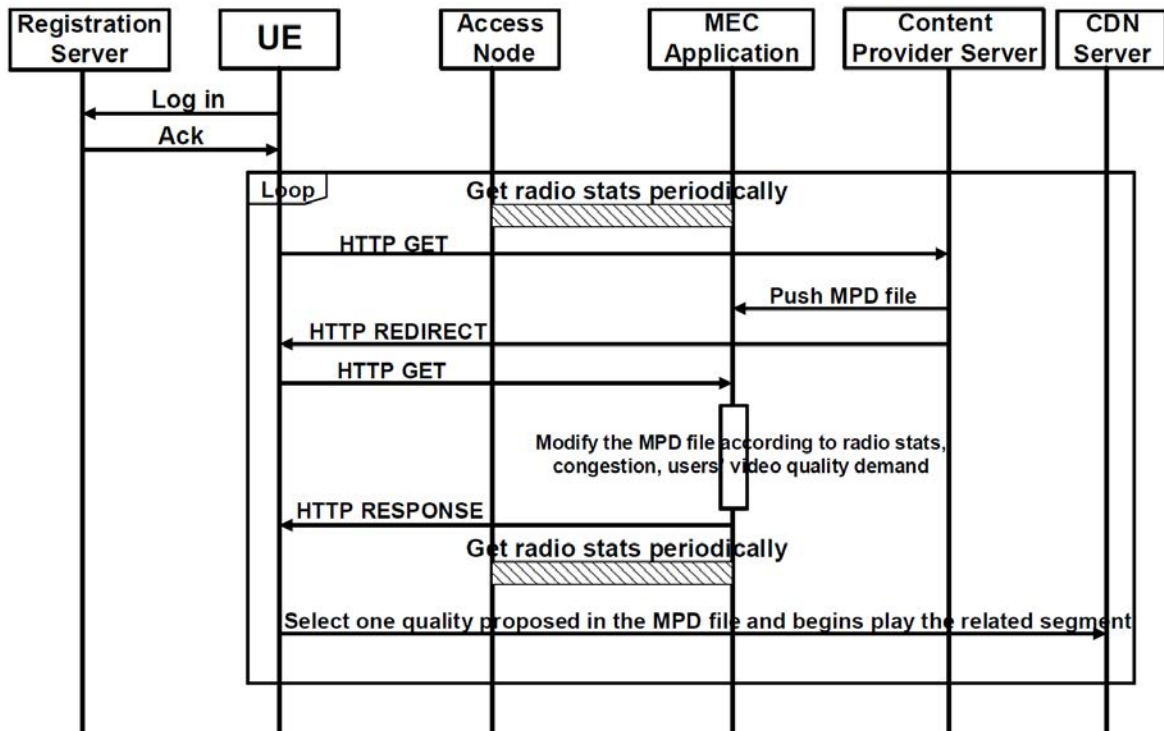 Registration
Server
UE
Access
Node
MEC
Application
Content
Provider Server
CDN
Server
Log in
Ack
Loop
Get radio stats periodically
HTTP GET
Push MPD file
HTTP REDIRECT
HTTP GET
Modify the MPD file according to radio stats,
congestion, users' video quality demand
HTTP RESPONSE
Get radio stats periodically
Select one quality proposed in the MPD file and begins play the related segment